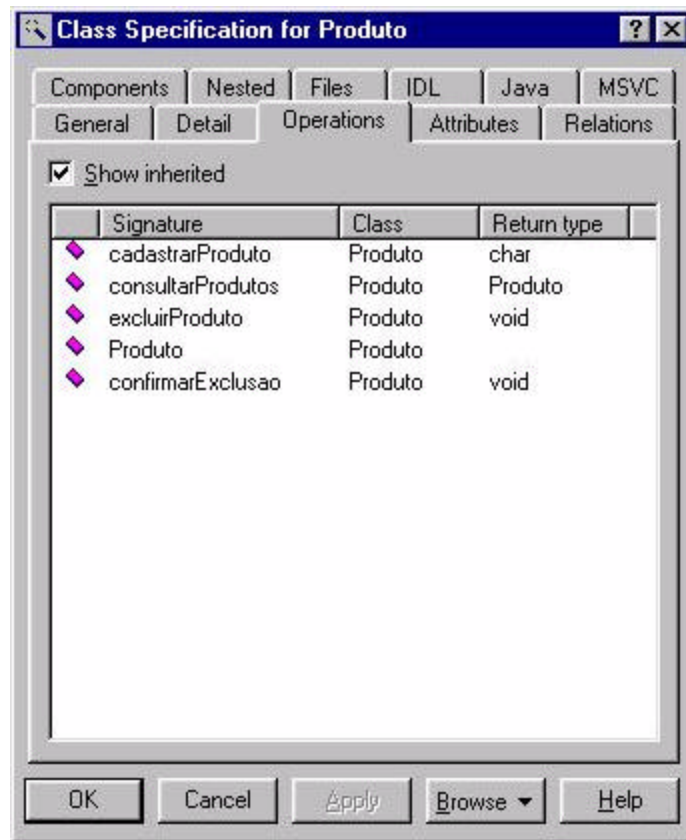 Class Specification for Produto
Components Nested Files IDL Java MSVC
General Detail Operations Attributes Relations
Show inherited
Signature Class Return type
cadastrarProduto Produto char
consultarProdutos Produto Produto
excluirProduto Produto void
Produto Produto
confirmarExclusao Produto void
OK Cancel Apply Browse Help